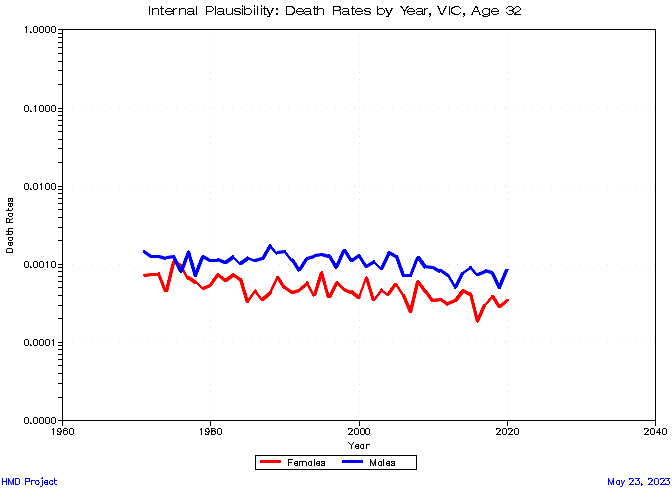 Internal Plausibility: Death Rates by Year, VIC, Age 32
1.0000
0.1000
0.0100
0.0010
0.0001
0.0000
Death Rates
1960
1980
2000
2020
2040
Year
Females
Males
HMD Project
May 23, 2023